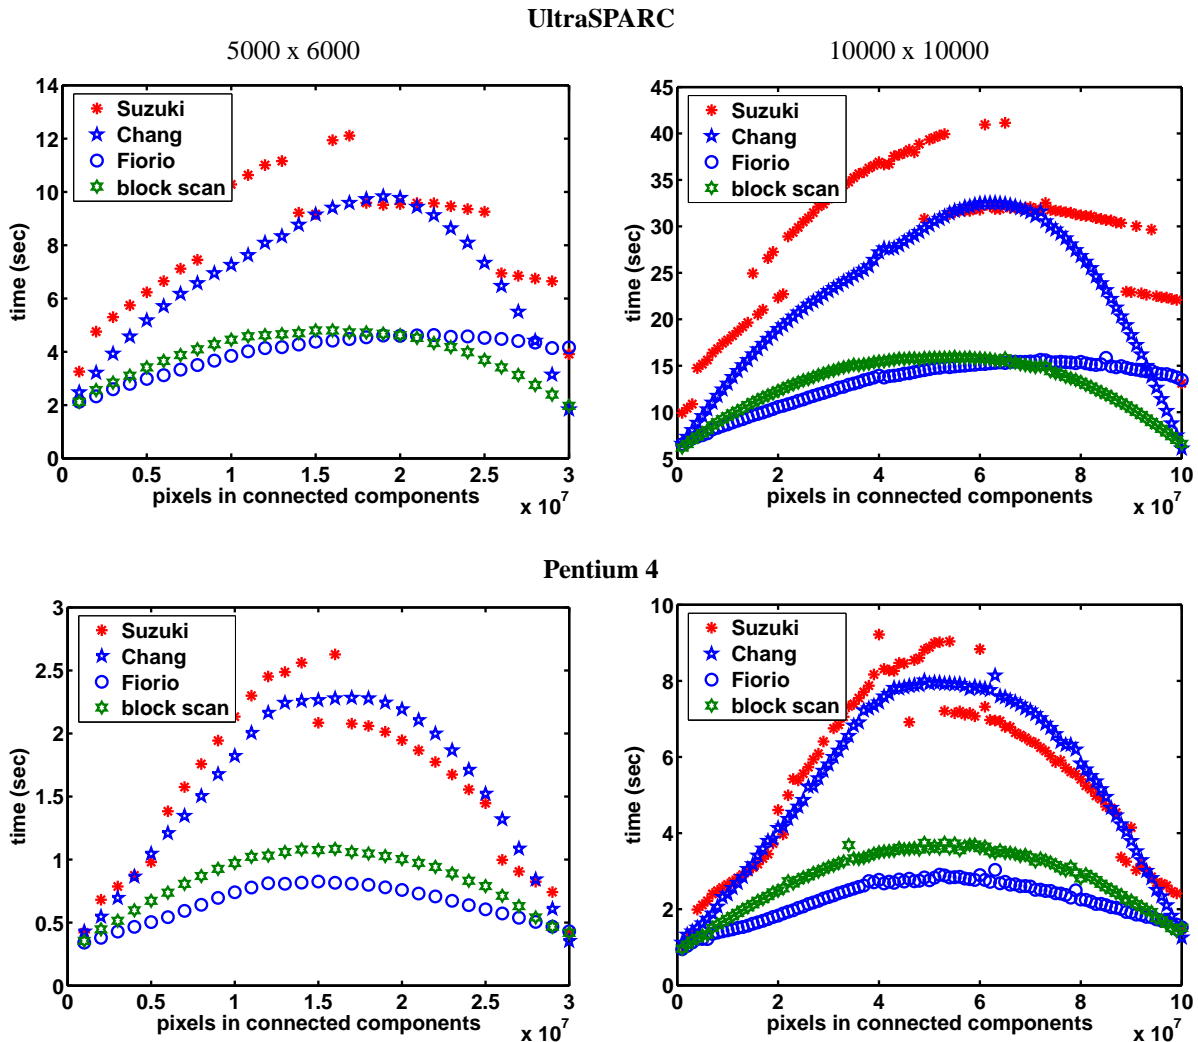 UltraSPARC
5000 x 6000
10000 x 10000
14
12
10
8
6
4
2
0
time (sec)
Suzuki
Chang
Fiorio
block scan
0
0.5
1
1.5
2
2.5
3
pixels in connected components
x 10^7
45
40
35
30
25
20
15
10
5
time (sec)
Suzuki
Chang
Fiorio
block scan
0
2
4
6
8
10
pixels in connected components
x 10^7
Pentium 4
3
2.5
2
1.5
1
0.5
0
time (sec)
Suzuki
Chang
Fiorio
block scan
0
0.5
1
1.5
2
2.5
3
pixels in connected components
x 10^7
10
8
6
4
2
0
time (sec)
Suzuki
Chang
Fiorio
block scan
0
2
4
6
8
10
pixels in connected components
x 10^7